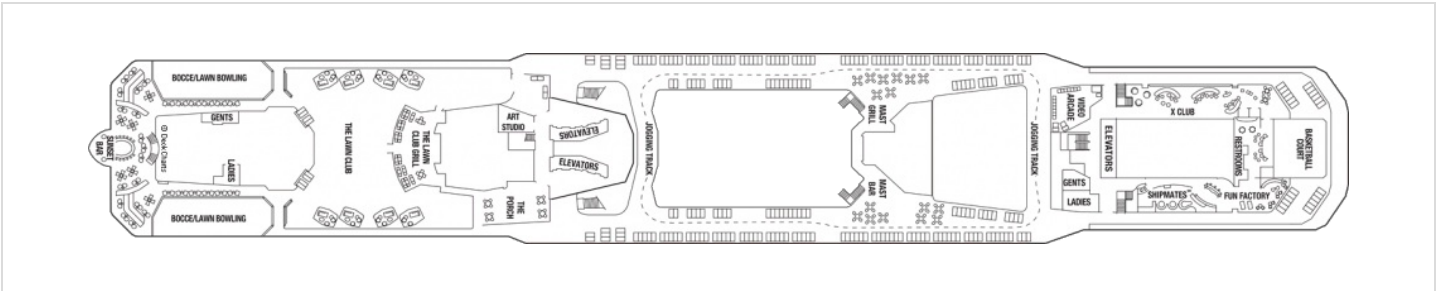 BOCCE/LAWN BOWLING
GENTS
SUNSET
BAR
© Deck Charts
LADIES
BOCCE/LAWN BOWLING
THE LAWN CLUB
THE LAWN
CLUB GRILL
ART
STUDIO
ELEVATORS
ELEVATORS
THE
PORCH
JOGGING TRACK
MAST
GRILL
MAST
BAR
JOGGING TRACK
VIDEO
ARCADE
ELEVATORS
GENTS
LADIES
X CLUB
RESTROOMS
BASKETBALL
COURT
SHIPMATES
FUN FACTORY